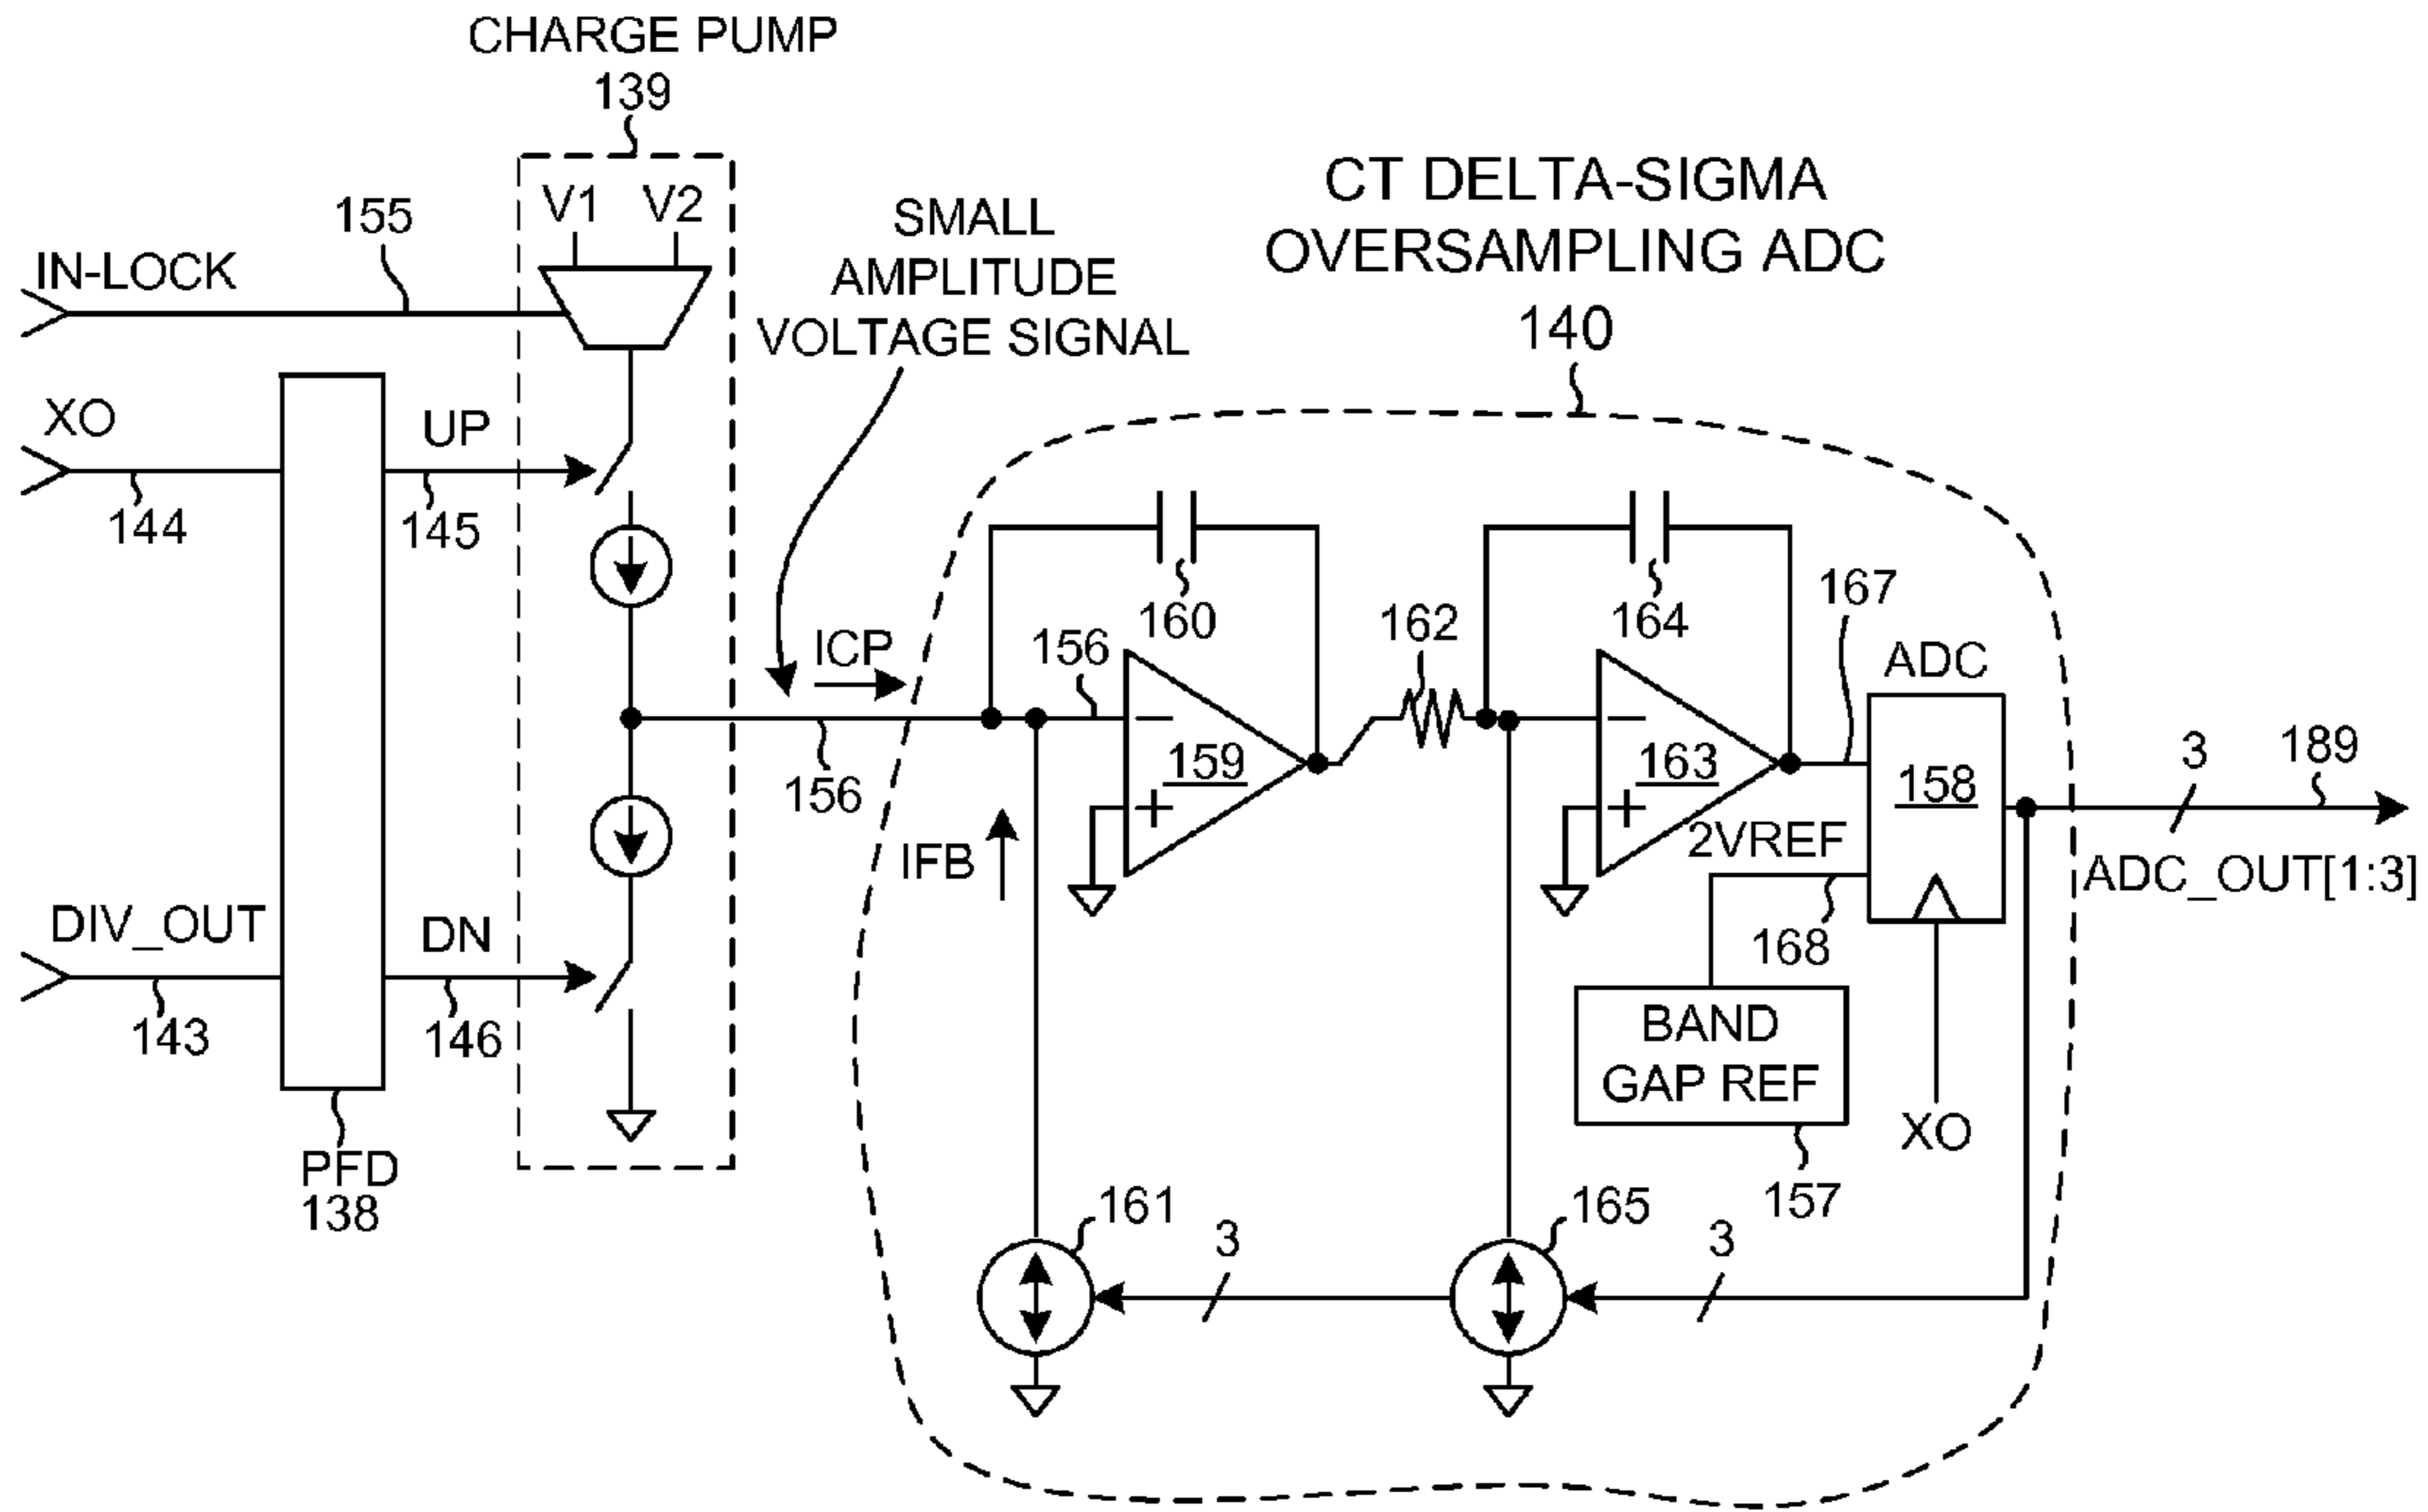 CHARGE PUMP
139
V1 V2
155
IN-LOCK
SMALL
AMPLITUDE
VOLTAGE SIGNAL
CT DELTA-SIGMA
OVERSAMPLING ADC
140
XO
144
UP
145
ICP
156
156
160
159
162
164
163
167
ADC
158
3
189
ADC_OUT[1:3]
IFB
2VREF
168
BAND
GAP REF
157
XO
DIV_OUT
143
DN
146
PFD
138
161
3
165
3